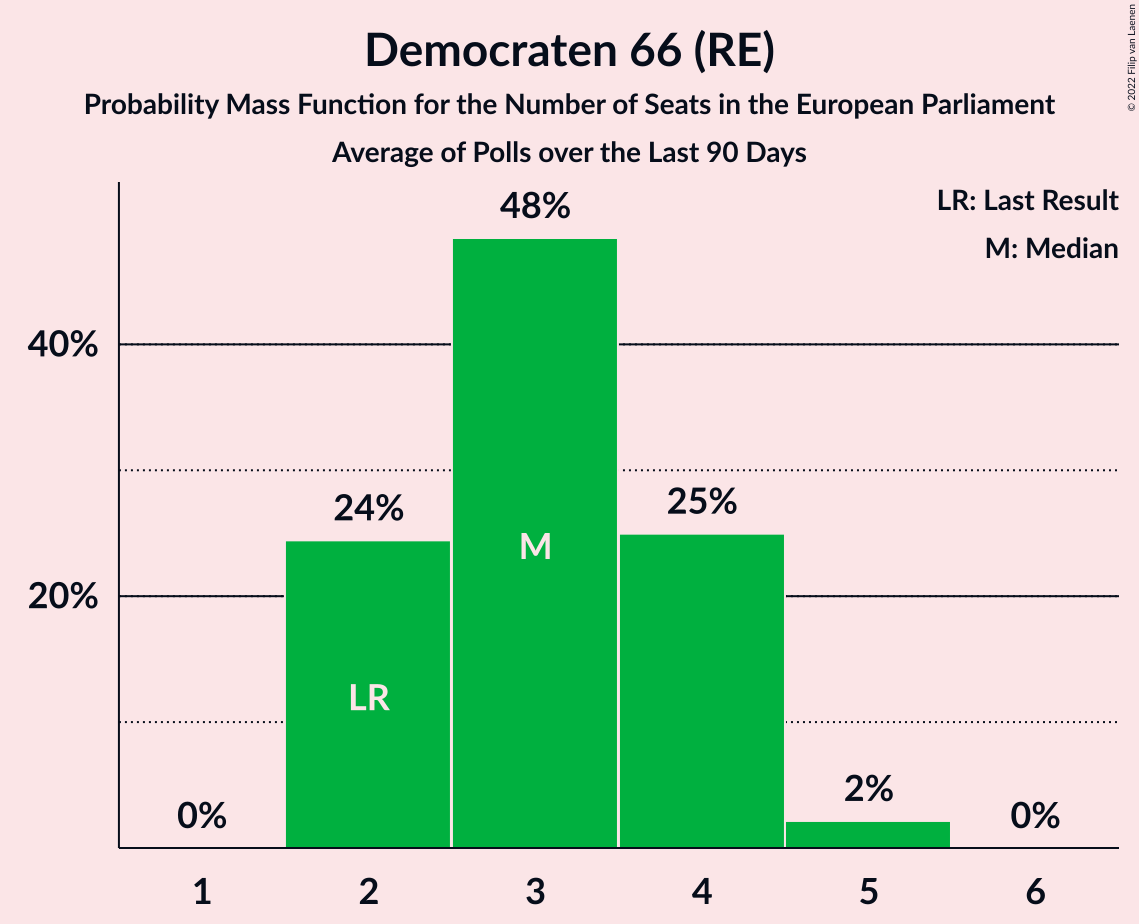 Democraten 66 (RE)
Probability Mass Function for the Number of Seats in the European Parliament
Average of Polls over the Last 90 Days
© 2022 Filip van Laenen
LR: Last Result
M: Median
48%
40%
24%
25%
M
20%
LR
0%
2%
0%
1 2 3 4 5 6